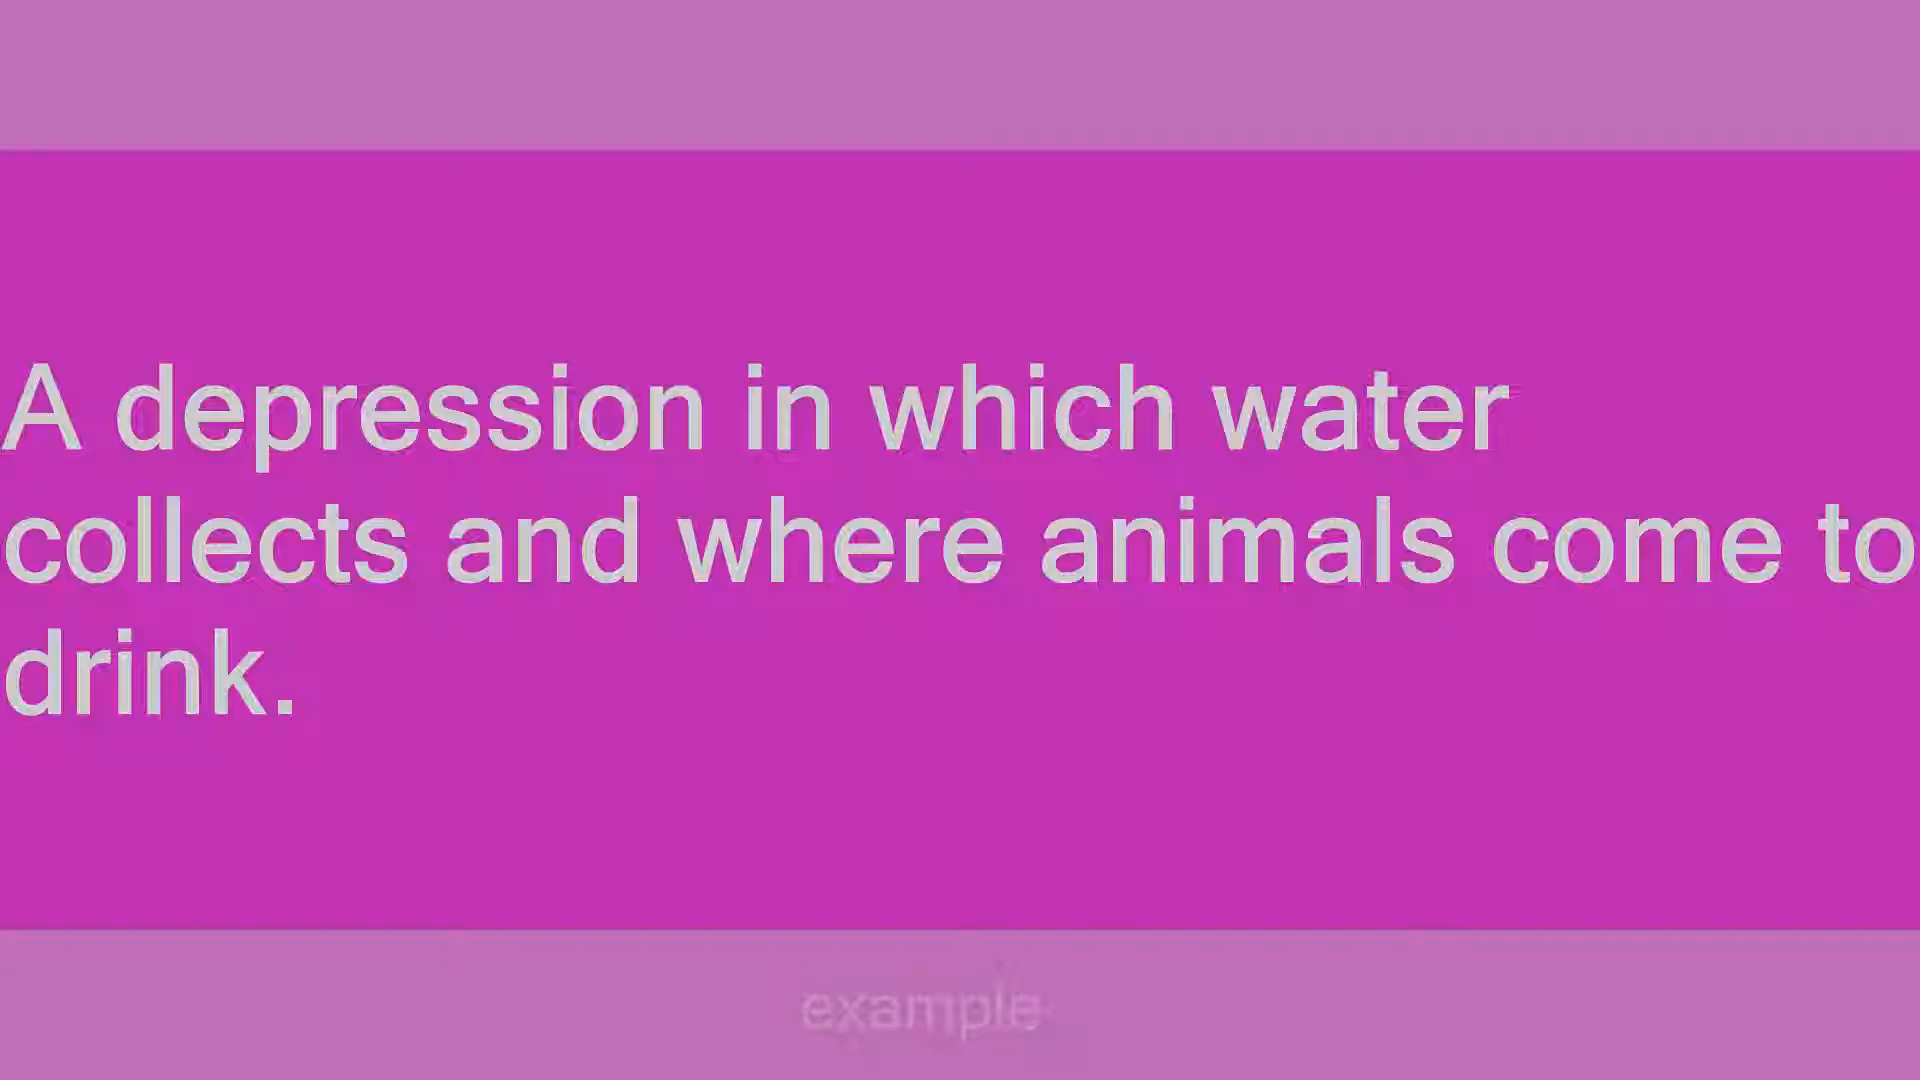 A depression in which water
collects and where animals come to
drink.
example